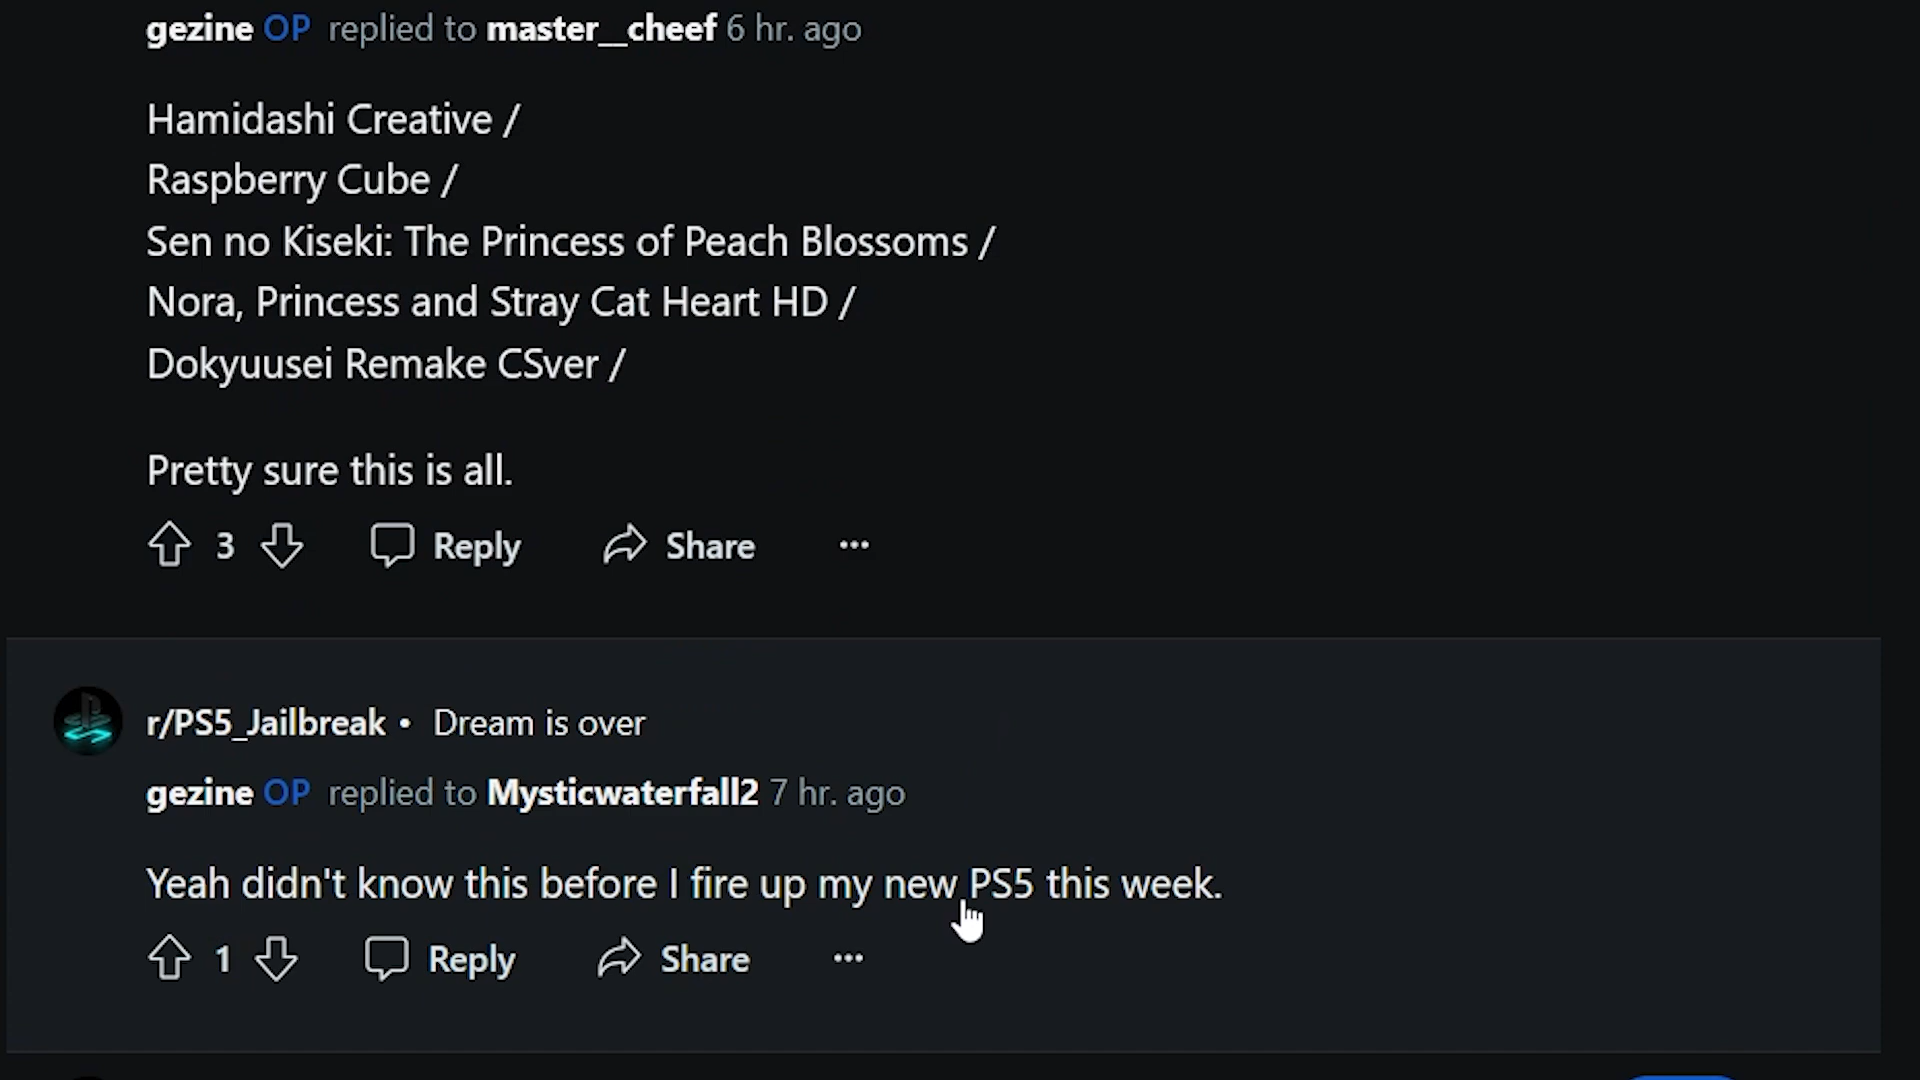 gezine OP replied to master__cheef 6 hr. ago
Hamidashi Creative /
Raspberry Cube /
Sen no Kiseki: The Princess of Peach Blossoms /
Nora, Princess and Stray Cat Heart HD /
Dokyuusei Remake CSver /
Pretty sure this is all.
3 Reply Share ...
r/PS5_Jailbreak • Dream is over
gezine OP replied to Mysticwaterfall2 7 hr. ago
Yeah didn't know this before I fire up my new PS5 this week.
1 Reply Share ...